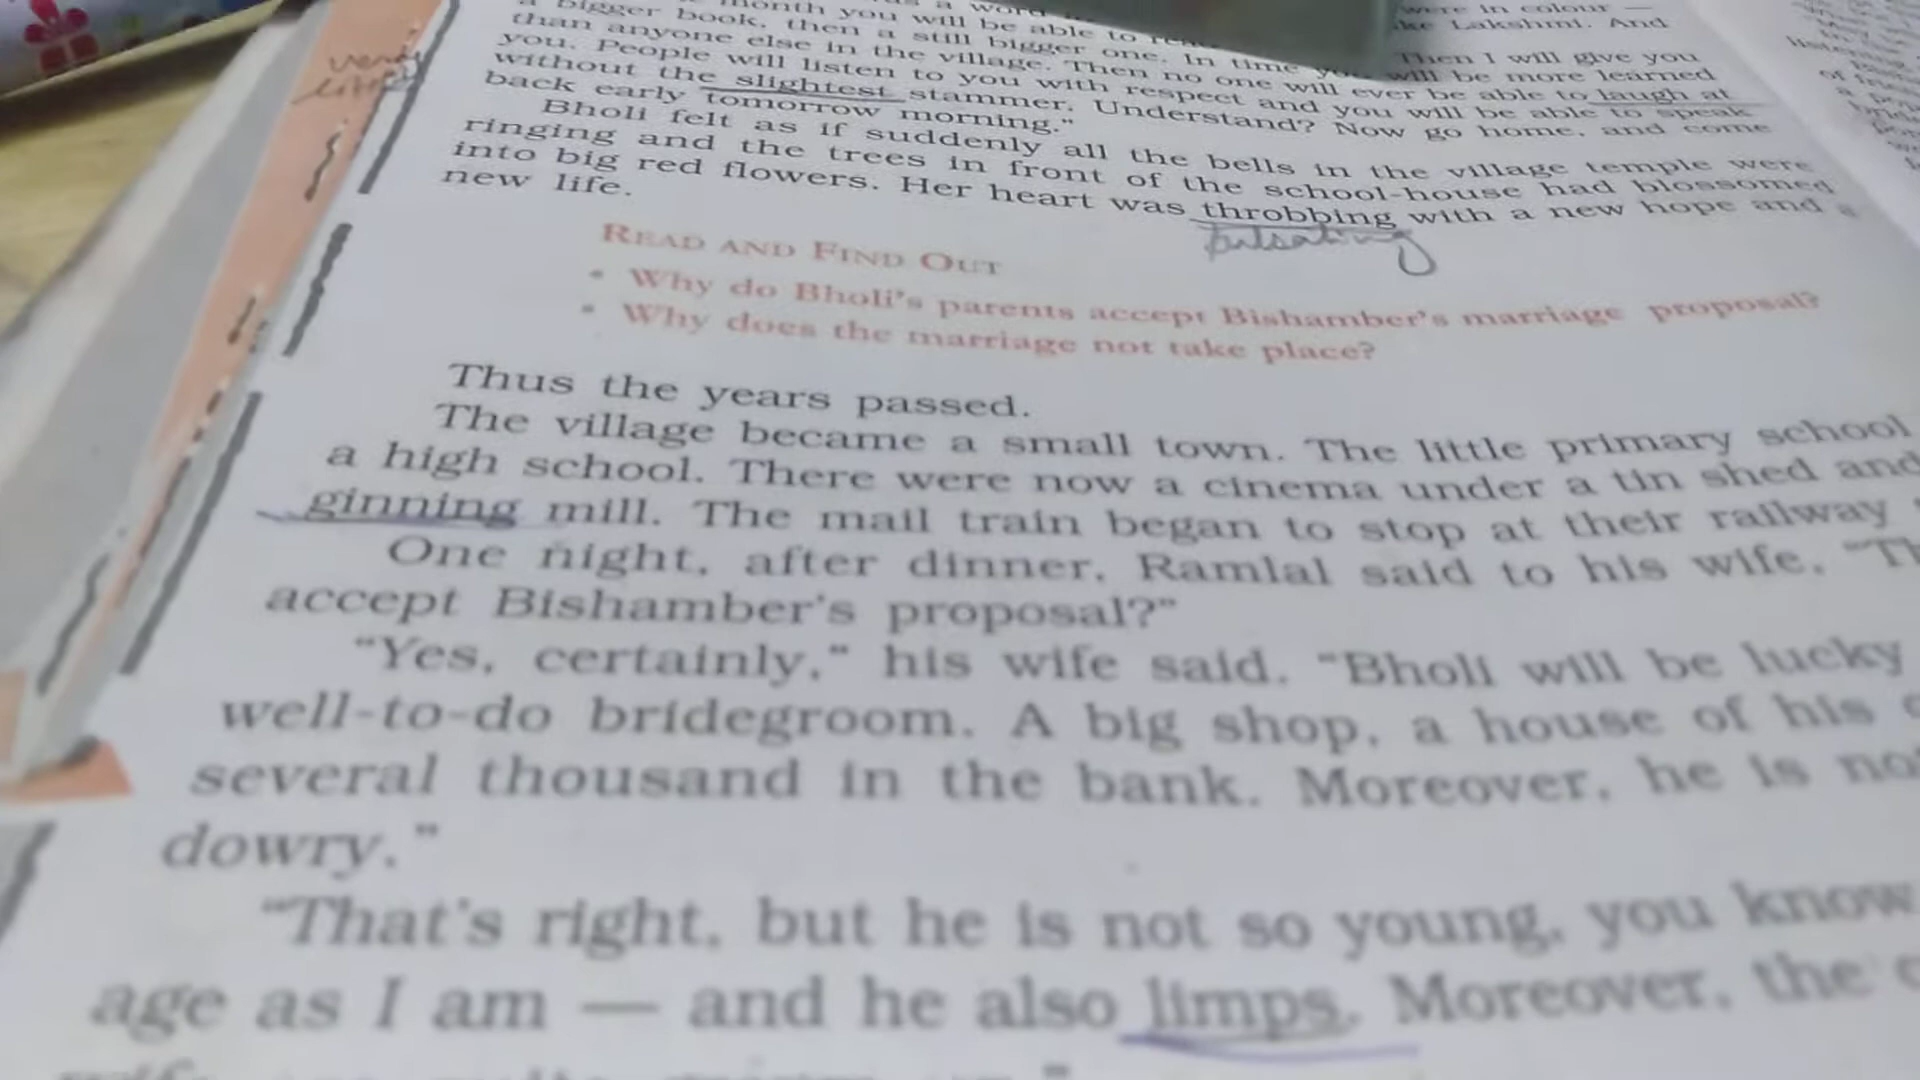 a bigger book, then a still bigger one. In time you will be more learned
than anyone else in the village. Then no one will ever be able to laugh at
you. People will listen to you with respect and you will be able to speak
without the slightest stammer. Understand? Now go home, and come
back early tomorrow morning."
Bholi felt as if suddenly all the bells in the village temple were
ringing and the trees in front of the school-house had blossomed
into big red flowers. Her heart was throbbing with a new hope and a
new life.
pulsating
READ AND FIND OUT
• Why do Bholi's parents accept Bishamber's marriage proposal?
• Why does the marriage not take place?
Thus the years passed.
The village became a small town. The little primary school
a high school. There were now a cinema under a tin shed and
ginning mill. The mail train began to stop at their railway
One night, after dinner, Ramlal said to his wife, "Th
accept Bishamber's proposal?"
"Yes, certainly," his wife said. "Bholi will be lucky
well-to-do bridegroom. A big shop, a house of his
several thousand in the bank. Moreover, he is not
dowry."
"That's right, but he is not so young, you know
age as I am — and he also limps. Moreover, the